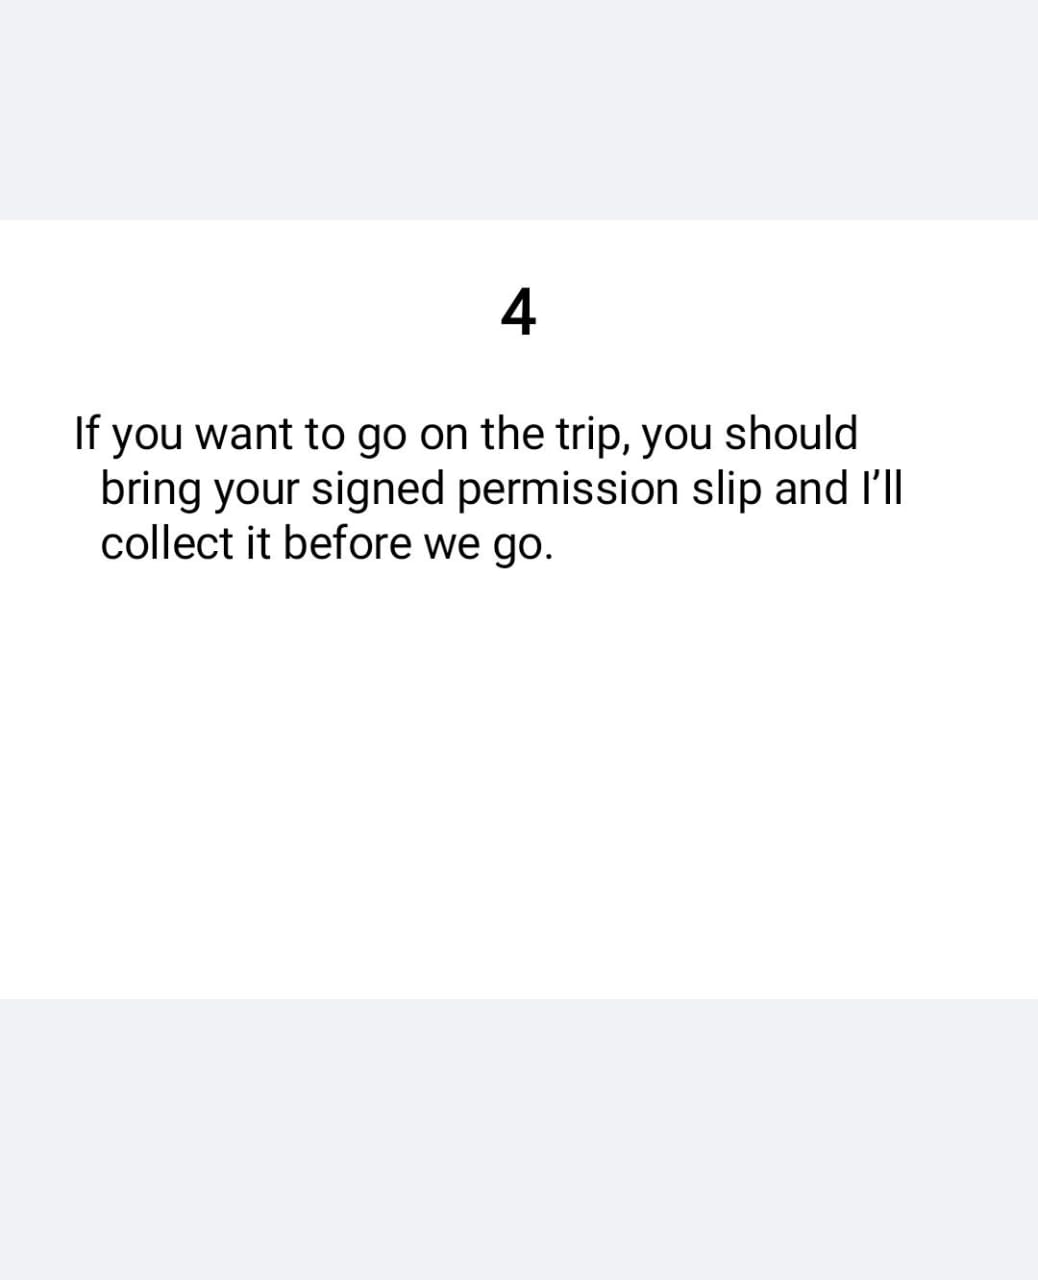 4
If you want to go on the trip, you should
bring your signed permission slip and I’ll
collect it before we go.